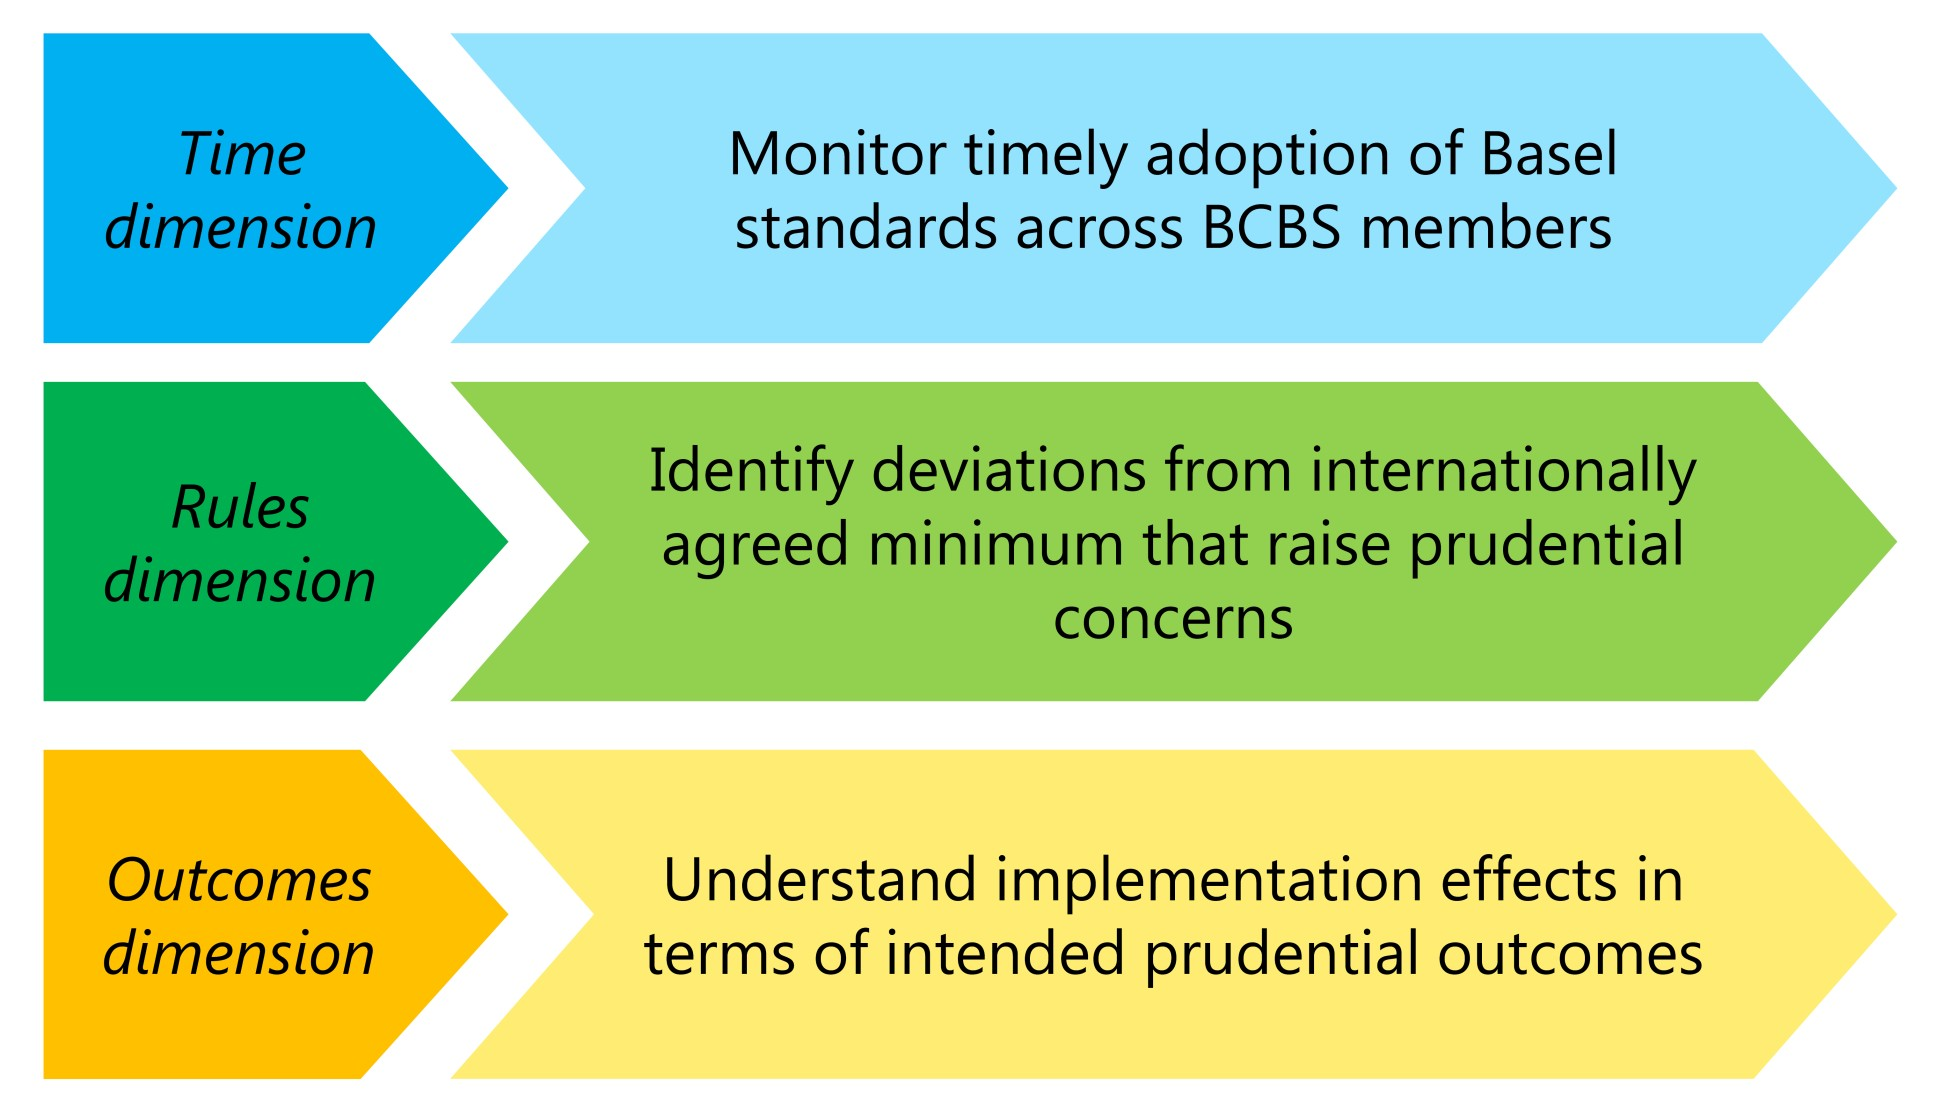 Time
dimension
Monitor timely adoption of Basel
standards across BCBS members
Rules
dimension
Identify deviations from internationally
agreed minimum that raise prudential
concerns
Outcomes
dimension
Understand implementation effects in
terms of intended prudential outcomes